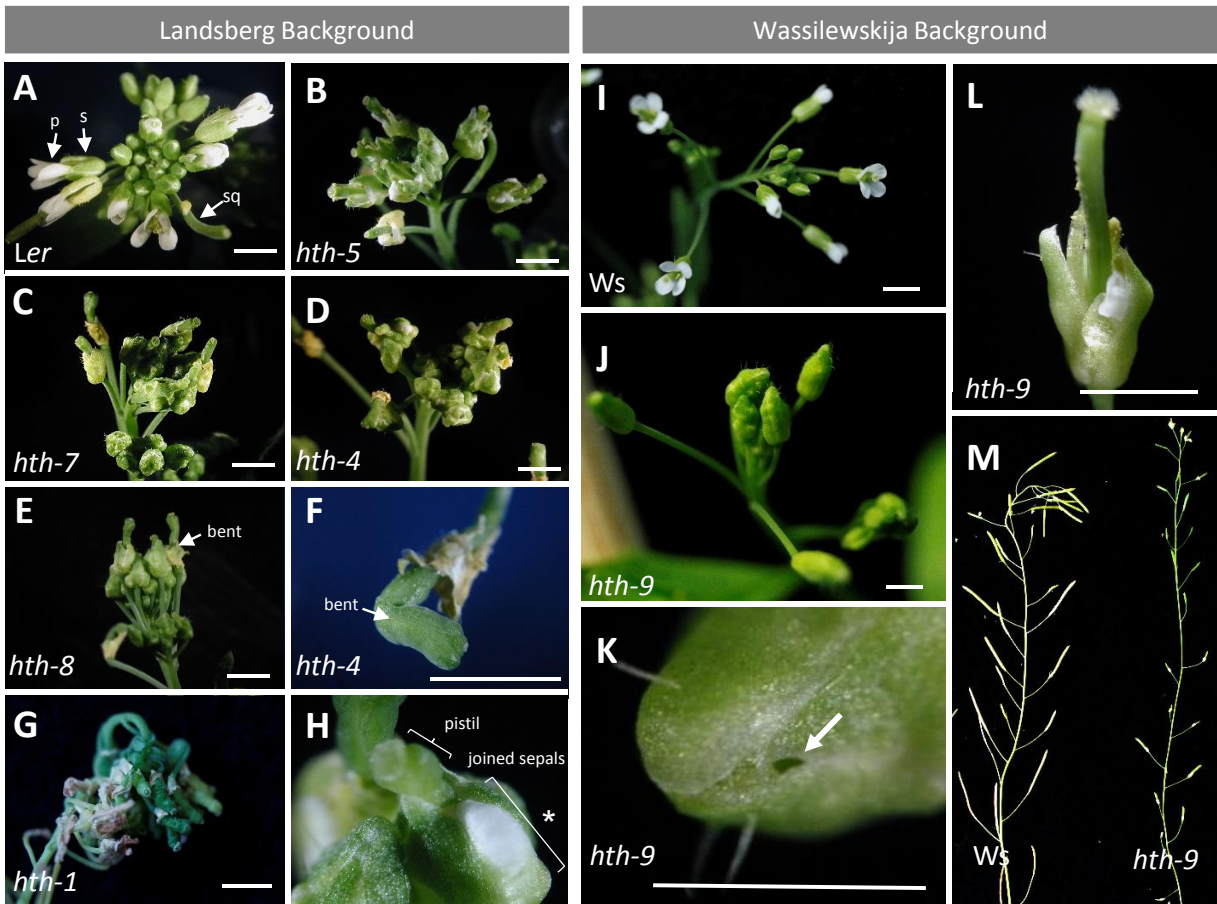 Landsberg Background
Wassilewskija Background
A
p
s
sq
Ler
B
hth-5
C
hth-7
D
hth-4
E
bent
hth-8
F
bent
hth-4
G
hth-1
H
pistil
joined sepals
*
I
Ws
J
hth-9
K
hth-9
L
hth-9
M
Ws
hth-9